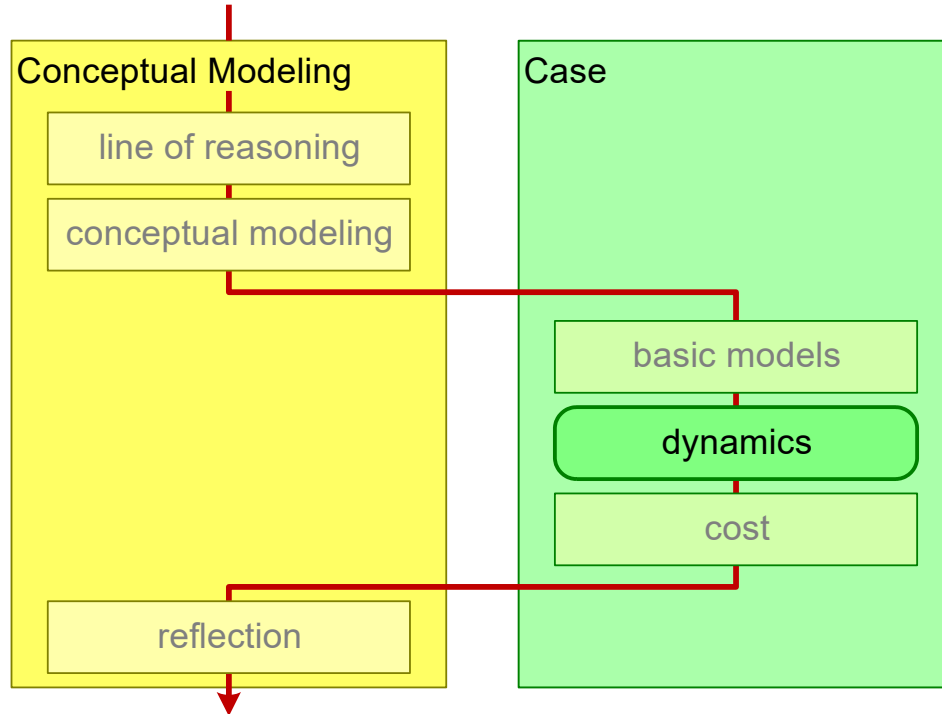 Conceptual Modeling
line of reasoning
conceptual modeling
Case
basic models
dynamics
cost
reflection